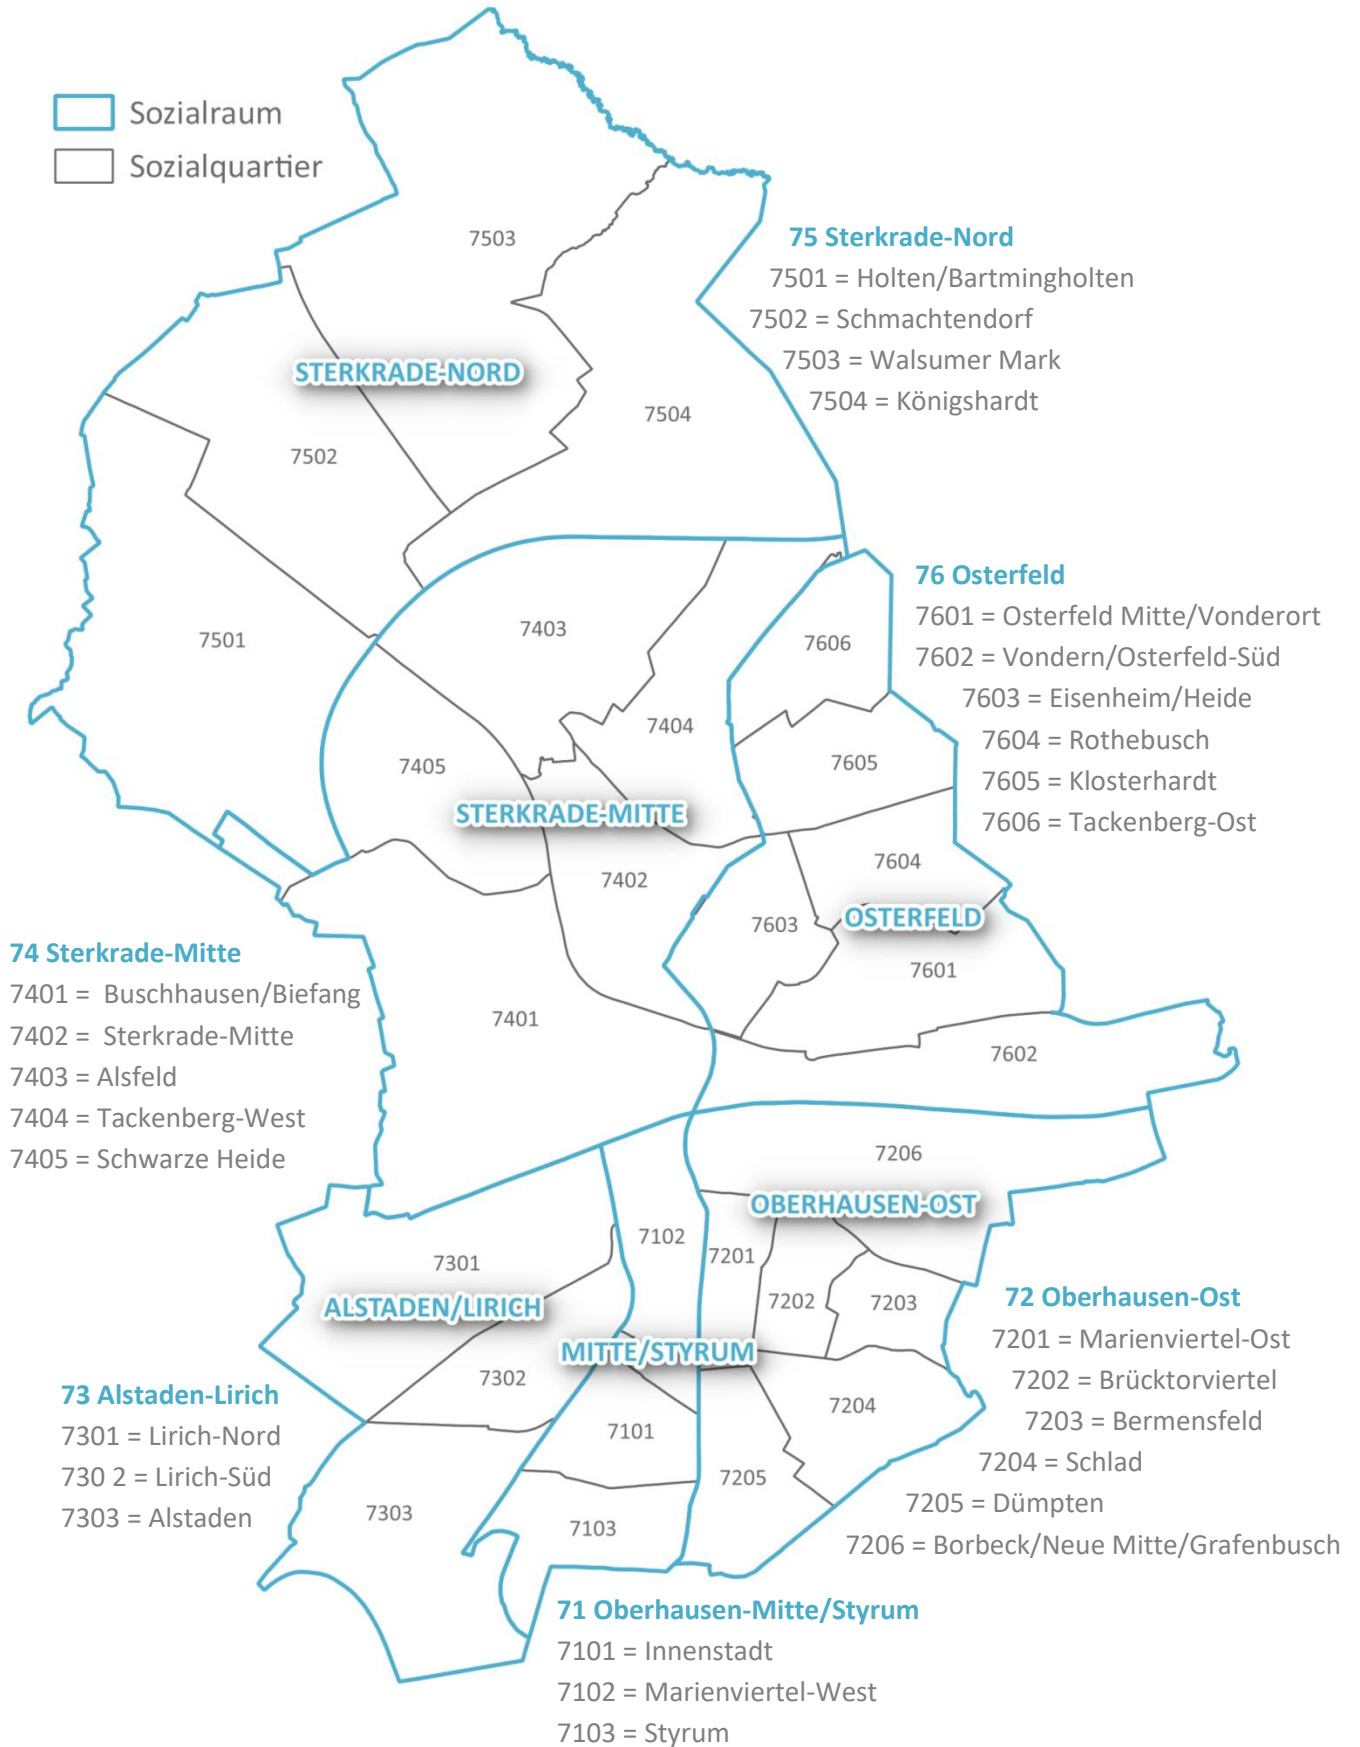 Sozialraum
Sozialquartier
7503
75 Sterkrade-Nord
7501 = Holten/Bartmingholten
7502 = Schmachtendorf
7503 = Walsumer Mark
7504 = Königshardt
STERKRADE-NORD
7504
7502
76 Osterfeld
7601 = Osterfeld Mitte/Vonderort
7602 = Vondern/Osterfeld-Süd
7603 = Eisenheim/Heide
7604 = Rothebusch
7605 = Klosterhardt
7606 = Tackenberg-Ost
7403
7501
7606
7404
7405
7605
STERKRADE-MITTE
7402
7604
7603
OSTERFELD
7601
74 Sterkrade-Mitte
7401 = Buschhausen/Biefang
7402 = Sterkrade-Mitte
7403 = Alsfeld
7404 = Tackenberg-West
7405 = Schwarze Heide
7401
7602
7206
OBERHAUSEN-OST
7102
7201
7301
ALSTADEN/LIRICH
7202
7203
MITTE/STYRUM
7302
72 Oberhausen-Ost
7201 = Marienviertel-Ost
7202 = Brücktorviertel
7203 = Bermensfeld
7204 = Schlad
7205 = Dümpten
7206 = Borbeck/Neue Mitte/Grafenbusch
73 Alstaden-Lirich
7301 = Lirich-Nord
730 2 = Lirich-Süd
7303 = Alstaden
7204
7101
7205
7303
7103
71 Oberhausen-Mitte/Styrum
7101 = Innenstadt
7102 = Marienviertel-West
7103 = Styrum